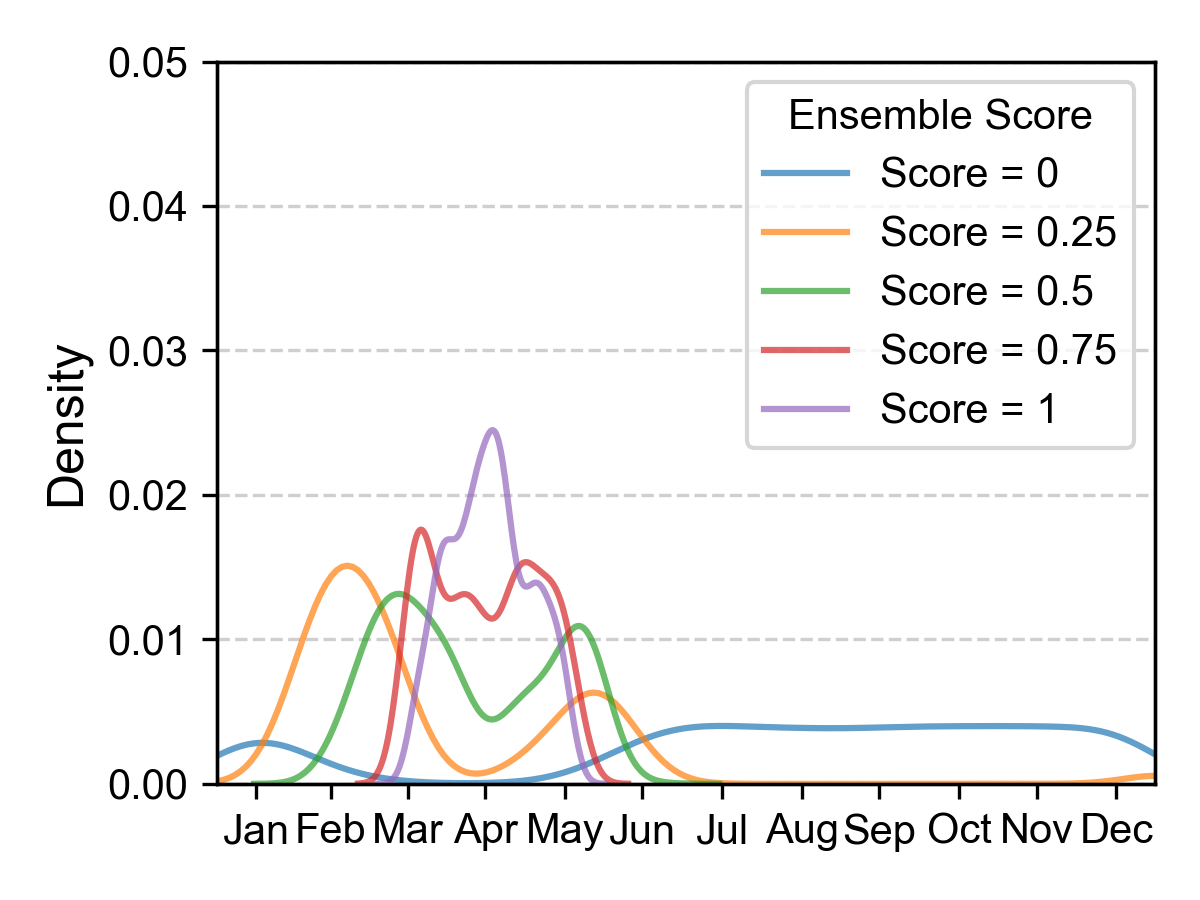 0.05
0.04
0.03
0.02
0.01
0.00
Density
Ensemble Score
Score = 0
Score = 0.25
Score = 0.5
Score = 0.75
Score = 1
Jan Feb Mar Apr May Jun Jul Aug Sep Oct Nov Dec